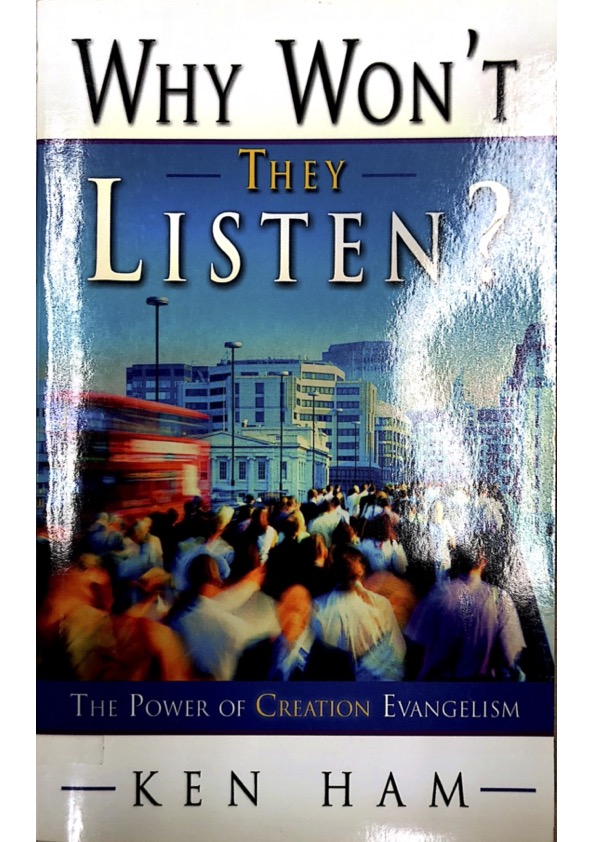 WHY WON'T
THEY
LISTEN?
THE POWER OF CREATION EVANGELISM
KEN HAM